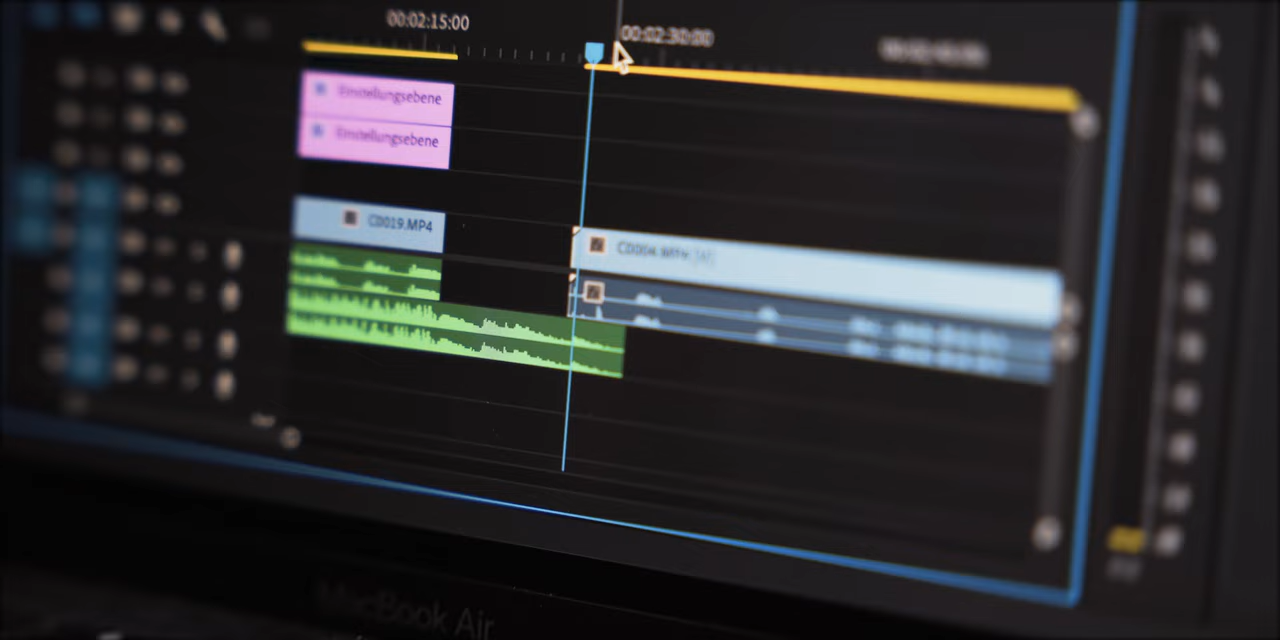 00:02:15:00
00:02:30:00
Einstellungsebene
Einstellungsebene
C0019.MP4
MacBook Air